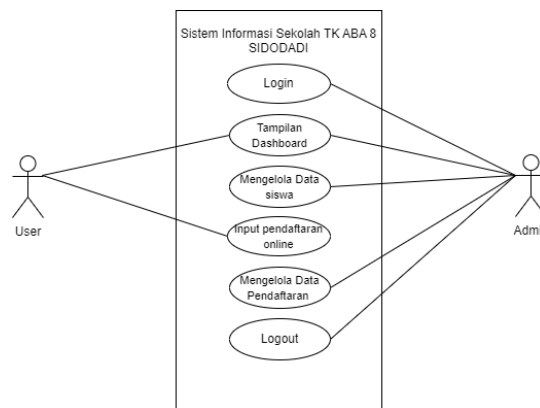 Sistem Informasi Sekolah TK ABA 8
SIDODADI
Login
Tampilan
Dashboard
Mengelola Data
siswa
Input pendaftaran
online
Mengelola Data
Pendaftaran
Logout
User
Admi